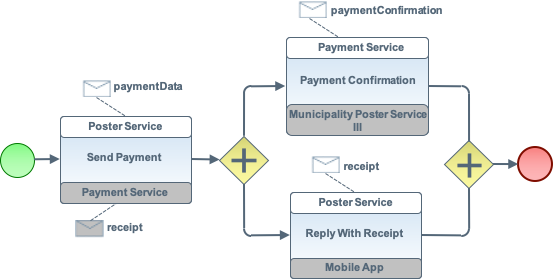 paymentConfirmation
Payment Service
Payment Confirmation
Municipality Poster Service
III
paymentData
Poster Service
Send Payment
Payment Service
receipt
receipt
Poster Service
Reply With Receipt
Mobile App